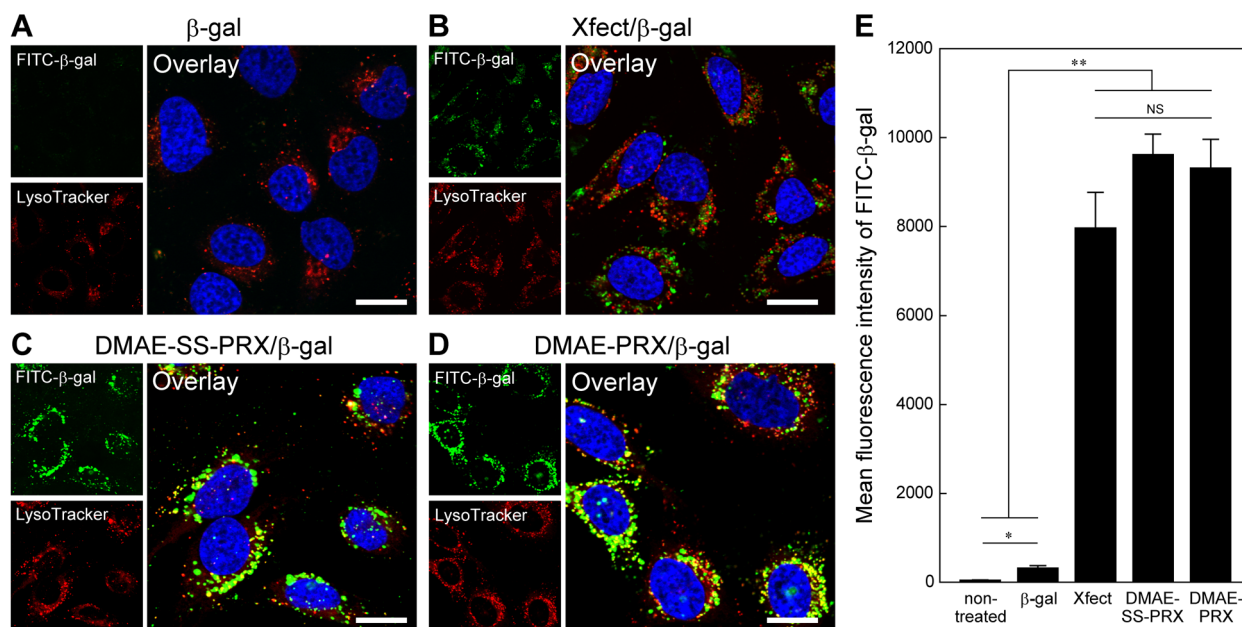 A
β-gal
FITC-β-gal
Overlay
LysoTracker
B
Xfect/β-gal
FITC-β-gal
Overlay
LysoTracker
C
DMAE-SS-PRX/β-gal
FITC-β-gal
Overlay
LysoTracker
D
DMAE-PRX/β-gal
FITC-β-gal
Overlay
LysoTracker
E
Mean fluorescence intensity of FITC-β-gal
12000
10000
8000
6000
4000
2000
0
**
NS
*
non-
treated
β-gal
Xfect
DMAE-
SS-PRX
DMAE-
PRX